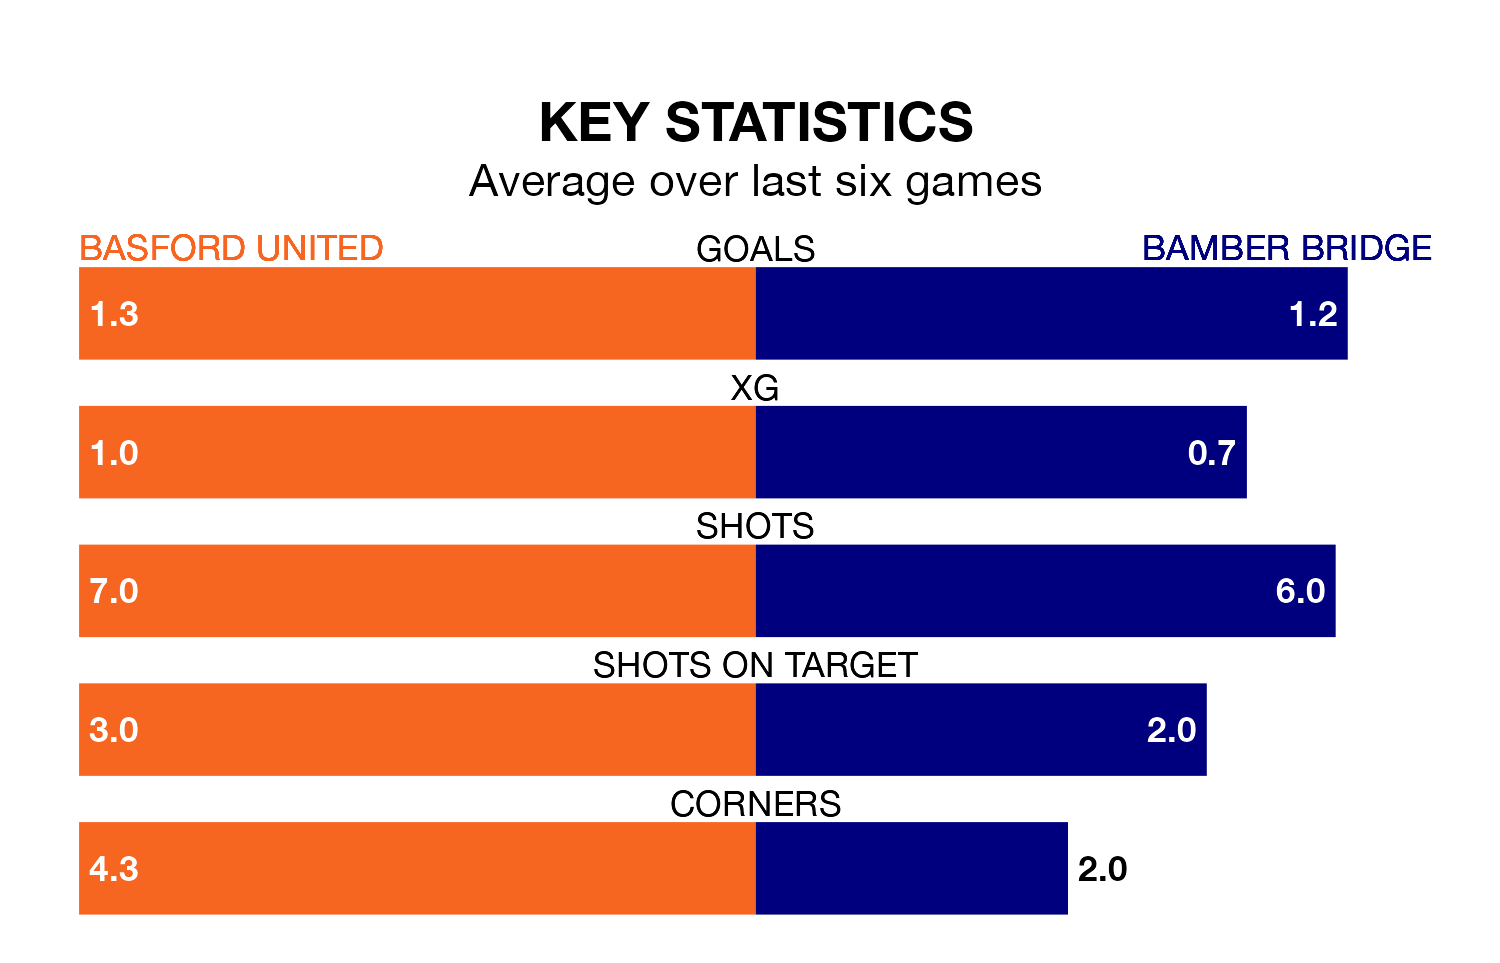 KEY STATISTICS
Average over last six games
BASFORD UNITED GOALS BAMBER BRIDGE
1.3 1.2
XG
1.0 0.7
SHOTS
7.0 6.0
SHOTS ON TARGET
3.0 2.0
CORNERS
4.3 2.0